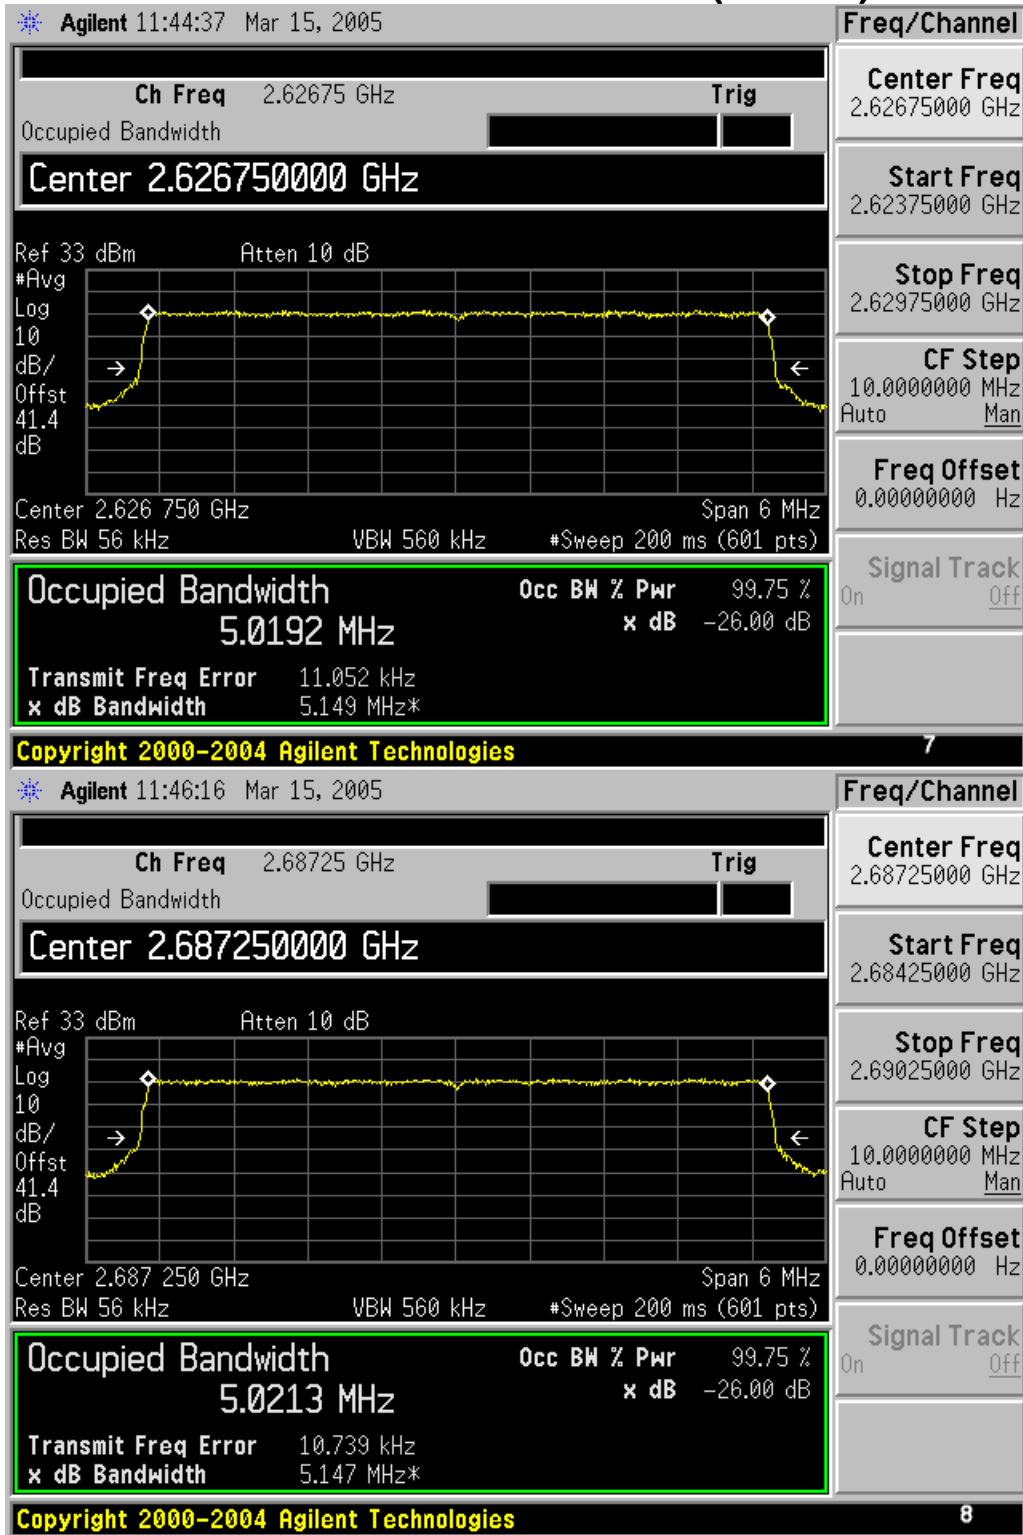 Agilent 11:44:37 Mar 15, 2005
Freq/Channel
Ch Freq 2.62675 GHz Trig
Occupied Bandwidth
Center 2.626750000 GHz
Ref 33 dBm Atten 10 dB
#Avg
Log
10
dB/
Offst
41.4
dB
Center 2.626 750 GHz Span 6 MHz
Res BW 56 kHz VBW 560 kHz #Sweep 200 ms (601 pts)
Occupied Bandwidth Occ BW % Pwr 99.75 %
5.0192 MHz x dB -26.00 dB
Transmit Freq Error 11.052 kHz
x dB Bandwidth 5.149 MHz*
Center Freq
2.62675000 GHz
Start Freq
2.62375000 GHz
Stop Freq
2.62975000 GHz
CF Step
10.0000000 MHz
Auto Man
Freq Offset
0.00000000 Hz
Signal Track
On Off
Copyright 2000-2004 Agilent Technologies 7
Agilent 11:46:16 Mar 15, 2005
Freq/Channel
Ch Freq 2.68725 GHz Trig
Occupied Bandwidth
Center 2.687250000 GHz
Ref 33 dBm Atten 10 dB
#Avg
Log
10
dB/
Offst
41.4
dB
Center 2.687 250 GHz Span 6 MHz
Res BW 56 kHz VBW 560 kHz #Sweep 200 ms (601 pts)
Occupied Bandwidth Occ BW % Pwr 99.75 %
5.0213 MHz x dB -26.00 dB
Transmit Freq Error 10.739 kHz
x dB Bandwidth 5.147 MHz*
Center Freq
2.68725000 GHz
Start Freq
2.68425000 GHz
Stop Freq
2.69025000 GHz
CF Step
10.0000000 MHz
Auto Man
Freq Offset
0.00000000 Hz
Signal Track
On Off
Copyright 2000-2004 Agilent Technologies 8